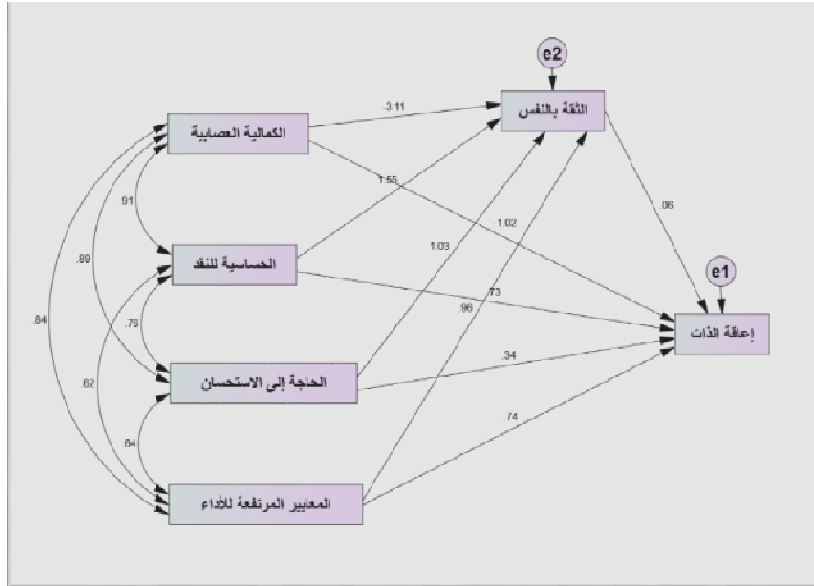 e2
الثقة بالنفس
-3.11
الكمالية العصابية
1.55
-1.02
.06
.91
1.03
e1
الحساسية للنقد
.73
.89
.96
إعاقة الذات
.79
.84
.34
الحاجة إلى الاستحسان
.62
.74
.84
المعايير المرتفعة للأداء